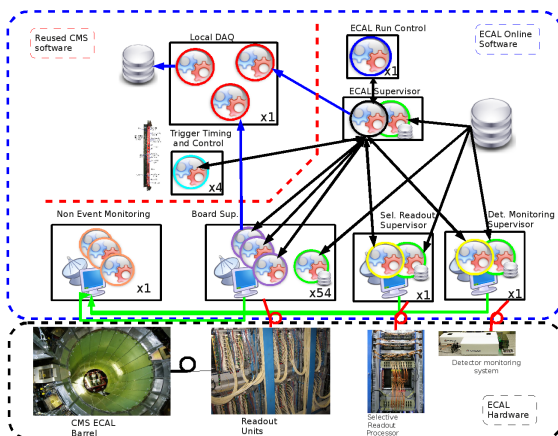 Reused CMS
software
Local DAQ
x1
ECAL Run Control
x1
ECAL Online
Software
ECAL Supervisor
Trigger Timing
and Control
x4
Non Event Monitoring
x1
Board Sup.
x54
Sel. Readout
Supervisor
x1
Det. Monitoring
Supervisor
x1
CMS ECAL
Barrel
Readout
Units
Selective
Readout
Processor
Detector monitoring
system
ECAL
Hardware